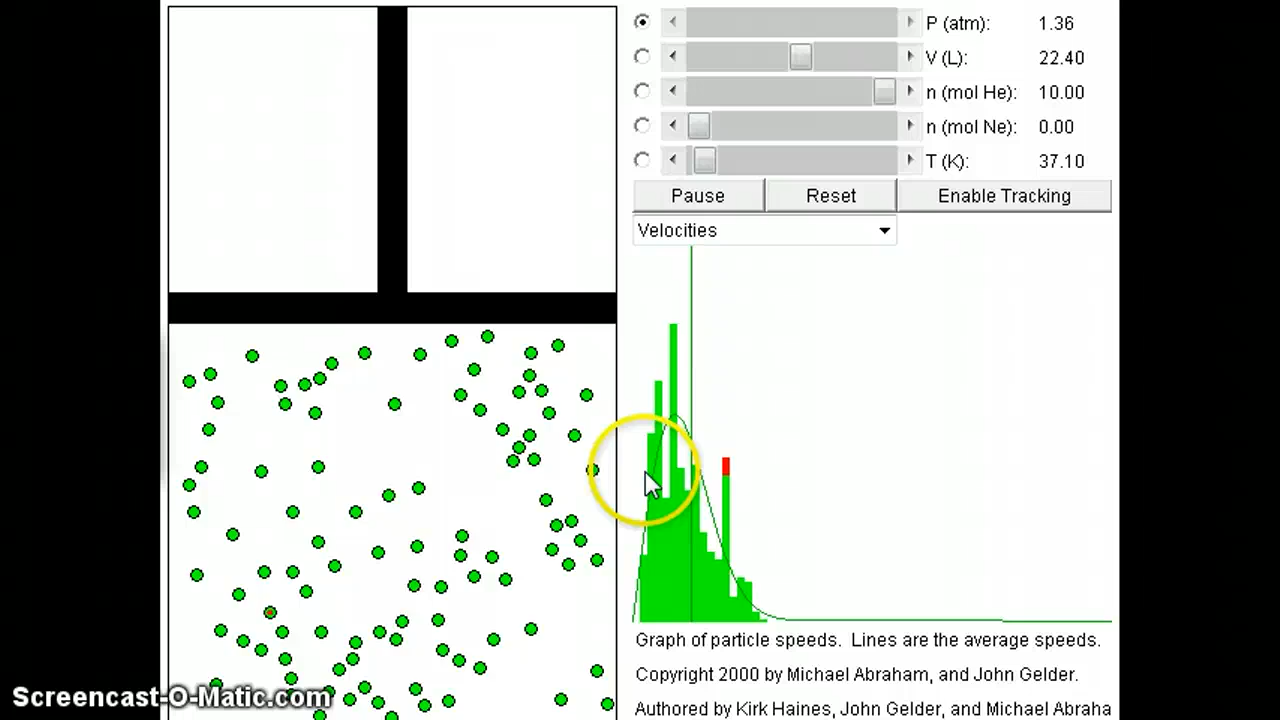 P (atm): 1.36
V (L): 22.40
n (mol He): 10.00
n (mol Ne): 0.00
T (K): 37.10
Pause Reset Enable Tracking
Velocities
Graph of particle speeds. Lines are the average speeds.
Copyright 2000 by Michael Abraham, and John Gelder.
Authored by Kirk Haines, John Gelder, and Michael Abraha
Screencast-O-Matic.com